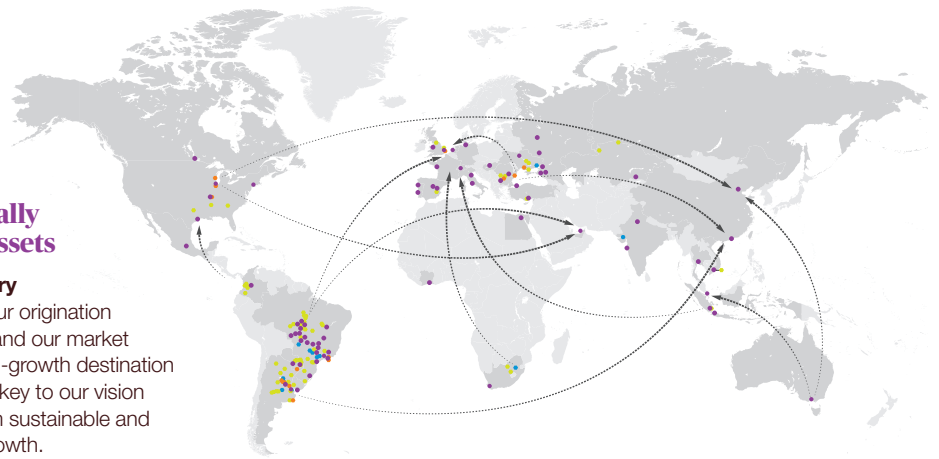 ally
ssets
ry
ur origination
and our market
-growth destination
key to our vision
n sustainable and
owth.